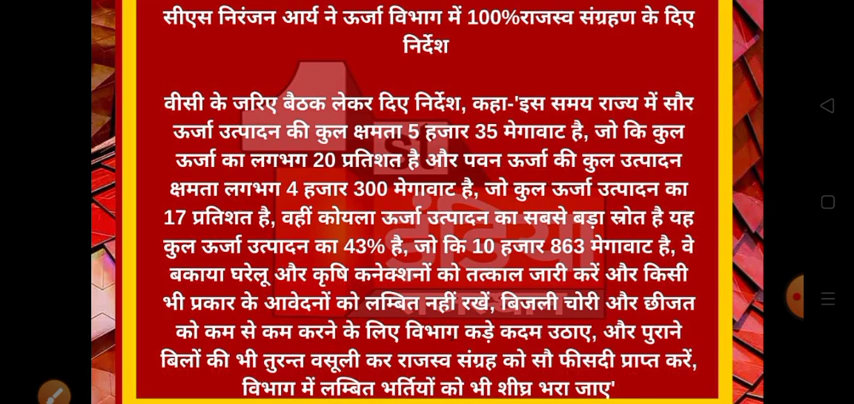 सीएस निरंजन आर्य ने ऊर्जा विभाग में 100%राजस्व संग्रहण के दिए
निर्देश
वीसी के जरिए बैठक लेकर दिए निर्देश, कहा-'इस समय राज्य में सौर
ऊर्जा उत्पादन की कुल क्षमता 5 हजार 35 मेगावाट है, जो कि कुल
ऊर्जा का लगभग 20 प्रतिशत है और पवन ऊर्जा की कुल उत्पादन
क्षमता लगभग 4 हजार 300 मेगावाट है, जो कुल ऊर्जा उत्पादन का
17 प्रतिशत है, वहीं कोयला ऊर्जा उत्पादन का सबसे बड़ा स्रोत है यह
कुल ऊर्जा उत्पादन का 43% है, जो कि 10 हजार 863 मेगावाट है, वे
बकाया घरेलू और कृषि कनेक्शनों को तत्काल जारी करें और किसी
भी प्रकार के आवेदनों को लम्बित नहीं रखें, बिजली चोरी और छीजत
को कम से कम करने के लिए विभाग कड़े कदम उठाए, और पुराने
बिलों की भी तुरन्त वसूली कर राजस्व संग्रह को सौ फीसदी प्राप्त करें,
विभाग में लम्बित भर्तियों को भी शीघ्र भरा जाए'